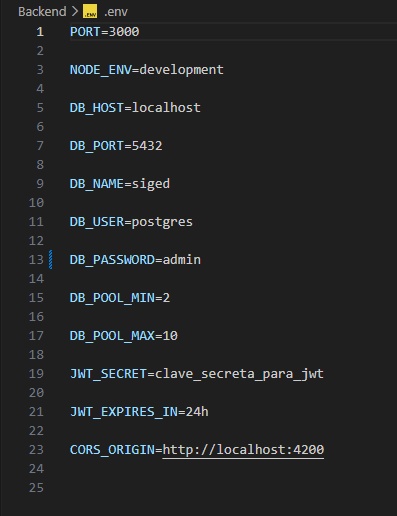 Backend > .ENV .env
1 PORT=3000
2
3 NODE_ENV=development
4
5 DB_HOST=localhost
6
7 DB_PORT=5432
8
9 DB_NAME=siged
10
11 DB_USER=postgres
12
13 DB_PASSWORD=admin
14
15 DB_POOL_MIN=2
16
17 DB_POOL_MAX=10
18
19 JWT_SECRET=clave_secreta_para_jwt
20
21 JWT_EXPIRES_IN=24h
22
23 CORS_ORIGIN=http://localhost:4200
24
25